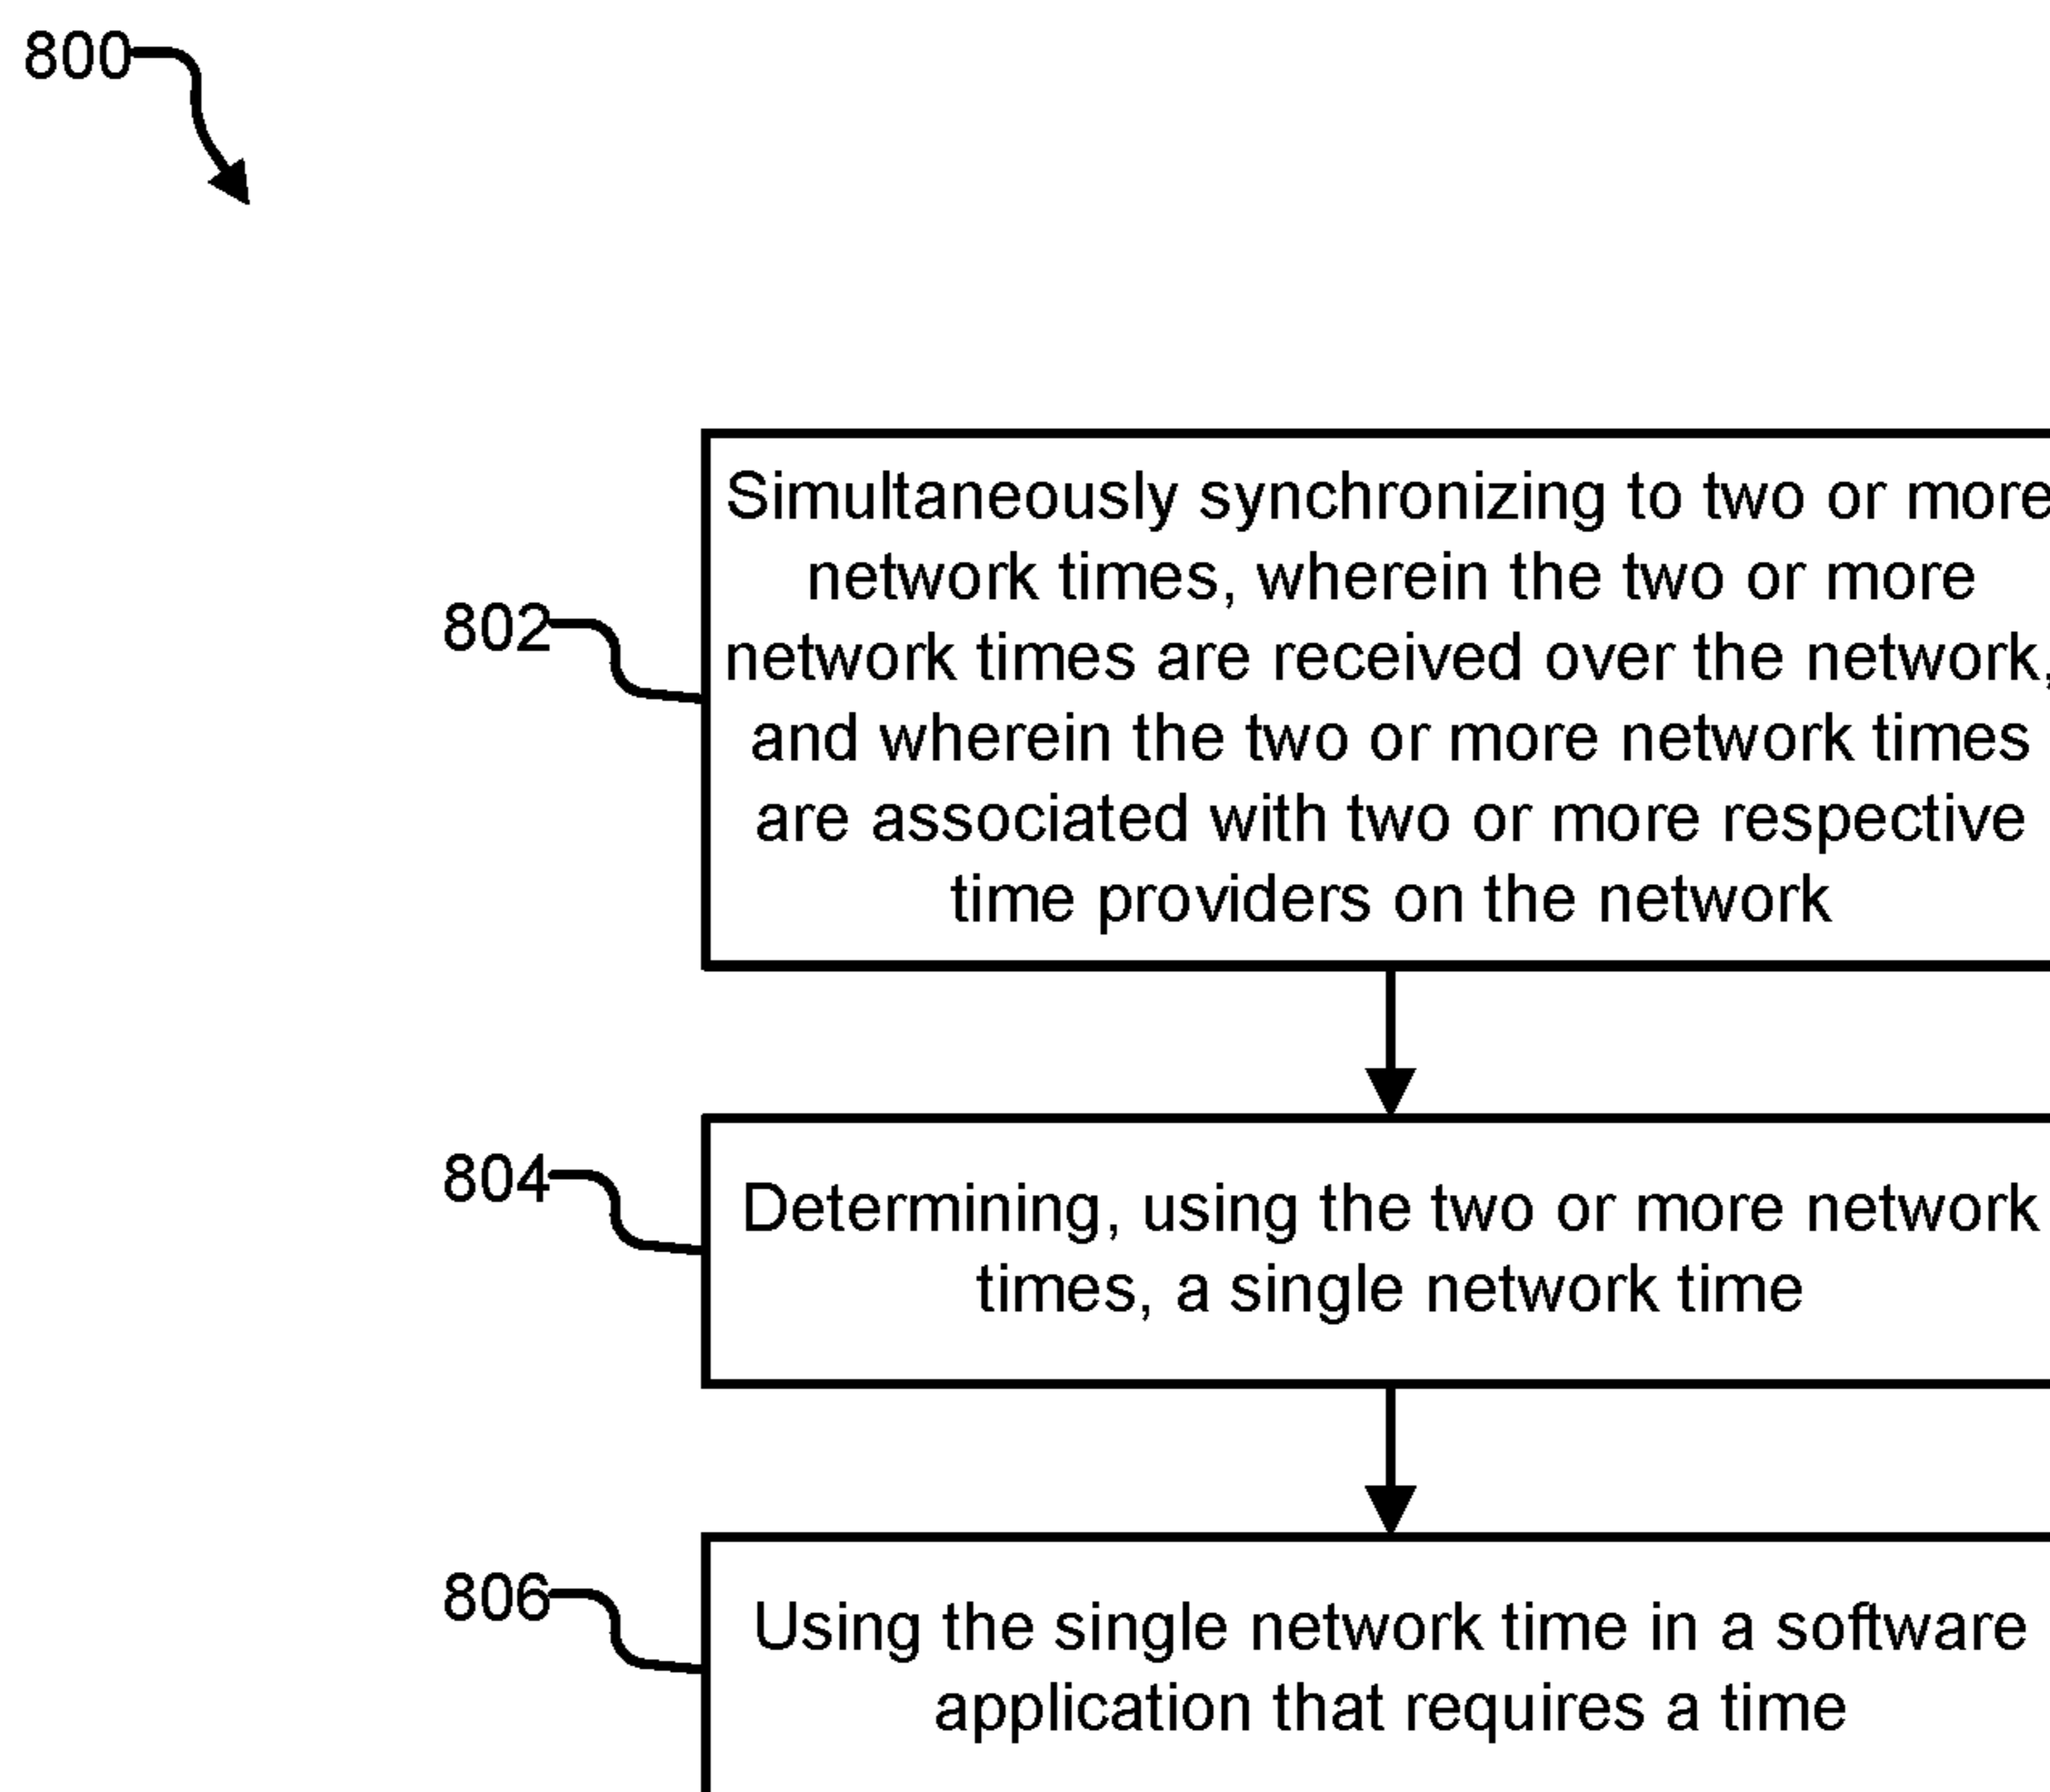 800
802
Simultaneously synchronizing to two or more
network times, wherein the two or more
network times are received over the network,
and wherein the two or more network times
are associated with two or more respective
time providers on the network
804
Determining, using the two or more network
times, a single network time
806
Using the single network time in a software
application that requires a time